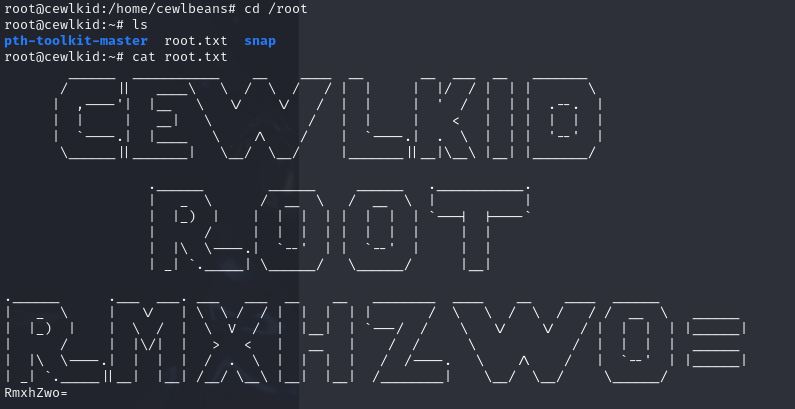 root@cewlkid:/home/cewlbeans# cd /root
root@cewlkid:~# ls
pth-toolkit-master  root.txt  snap
root@cewlkid:~# cat root.txt
CEWLKID
ROOT
RMXHZWO=
RmxhZwo=